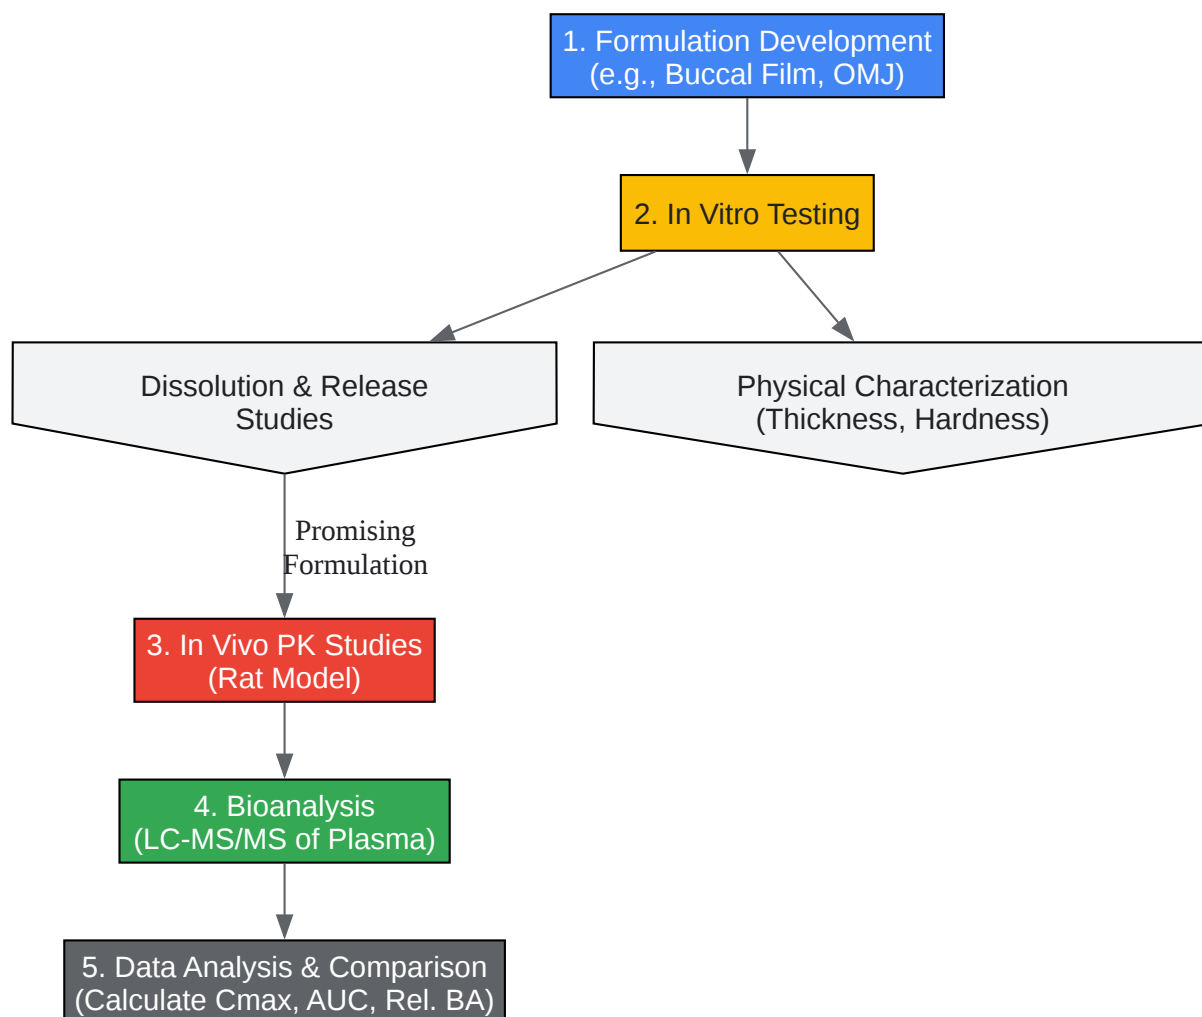 1. Formulation Development
(e.g., Buccal Film, OMJ)
2. In Vitro Testing
Dissolution & Release
Studies
Physical Characterization
(Thickness, Hardness)
Promising
Formulation
3. In Vivo PK Studies
(Rat Model)
4. Bioanalysis
(LC-MS/MS of Plasma)
5. Data Analysis & Comparison
(Calculate Cmax, AUC, Rel. BA)